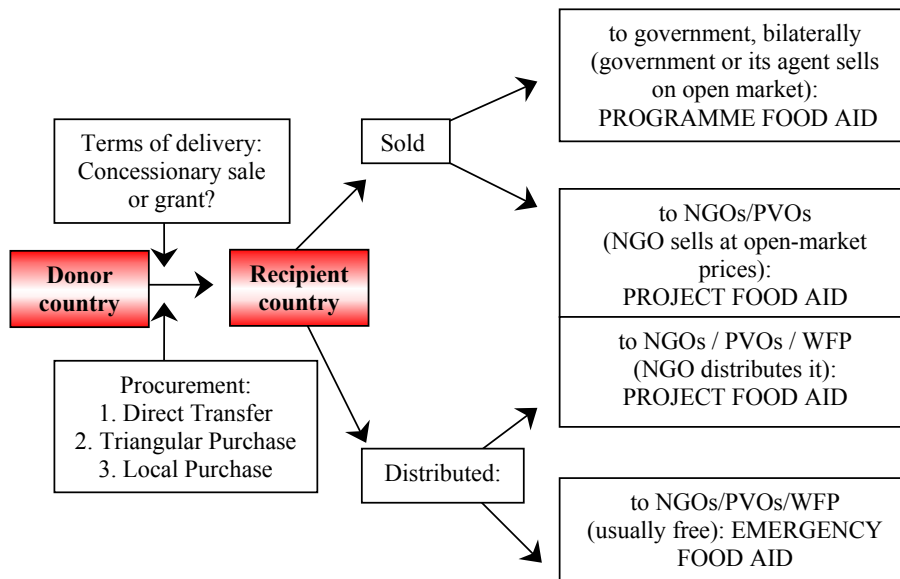 Terms of delivery:
Concessionary sale
or grant?
Donor
country
Procurement:
1. Direct Transfer
2. Triangular Purchase
3. Local Purchase
Recipient
country
Sold
to government, bilaterally
(government or its agent sells
on open market):
PROGRAMME FOOD AID
to NGOs/PVOs
(NGO sells at open-market
prices):
PROJECT FOOD AID
Distributed:
to NGOs / PVOs / WFP
(NGO distributes it):
PROJECT FOOD AID
to NGOs/PVOs/WFP
(usually free): EMERGENCY
FOOD AID